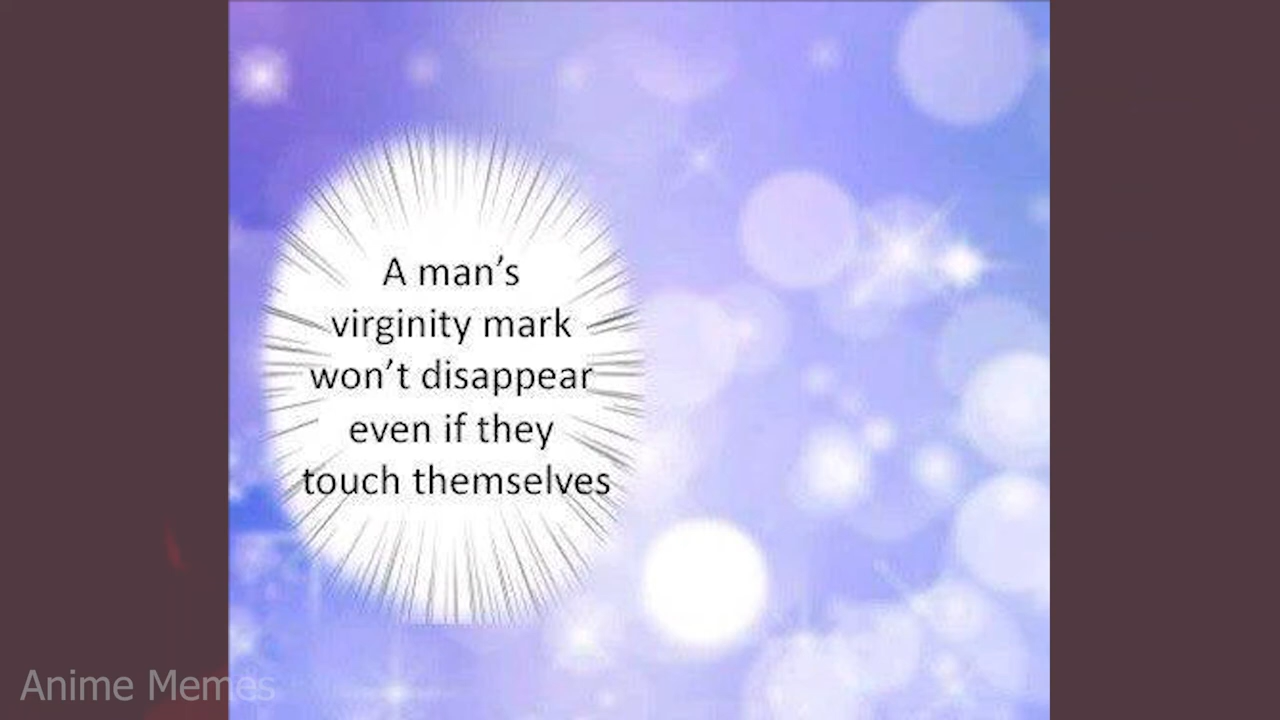 A man’s
virginity mark
won’t disappear
even if they
touch themselves
Anime Memes